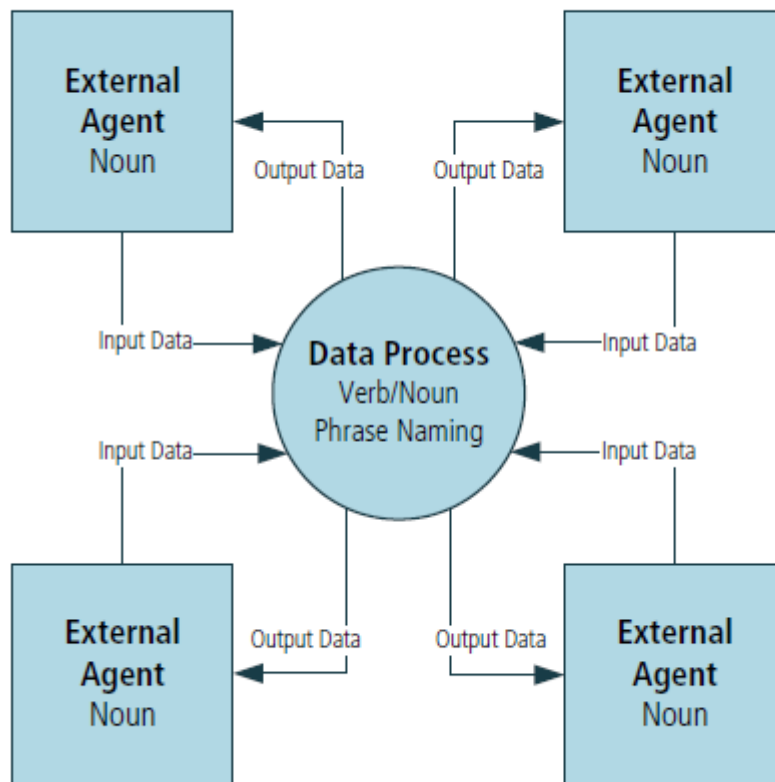 External
Agent
Noun
External
Agent
Noun
Output Data
Output Data
Input Data
Input Data
Data Process
Verb/Noun
Phrase Naming
Input Data
Input Data
Output Data
Output Data
External
Agent
Noun
External
Agent
Noun